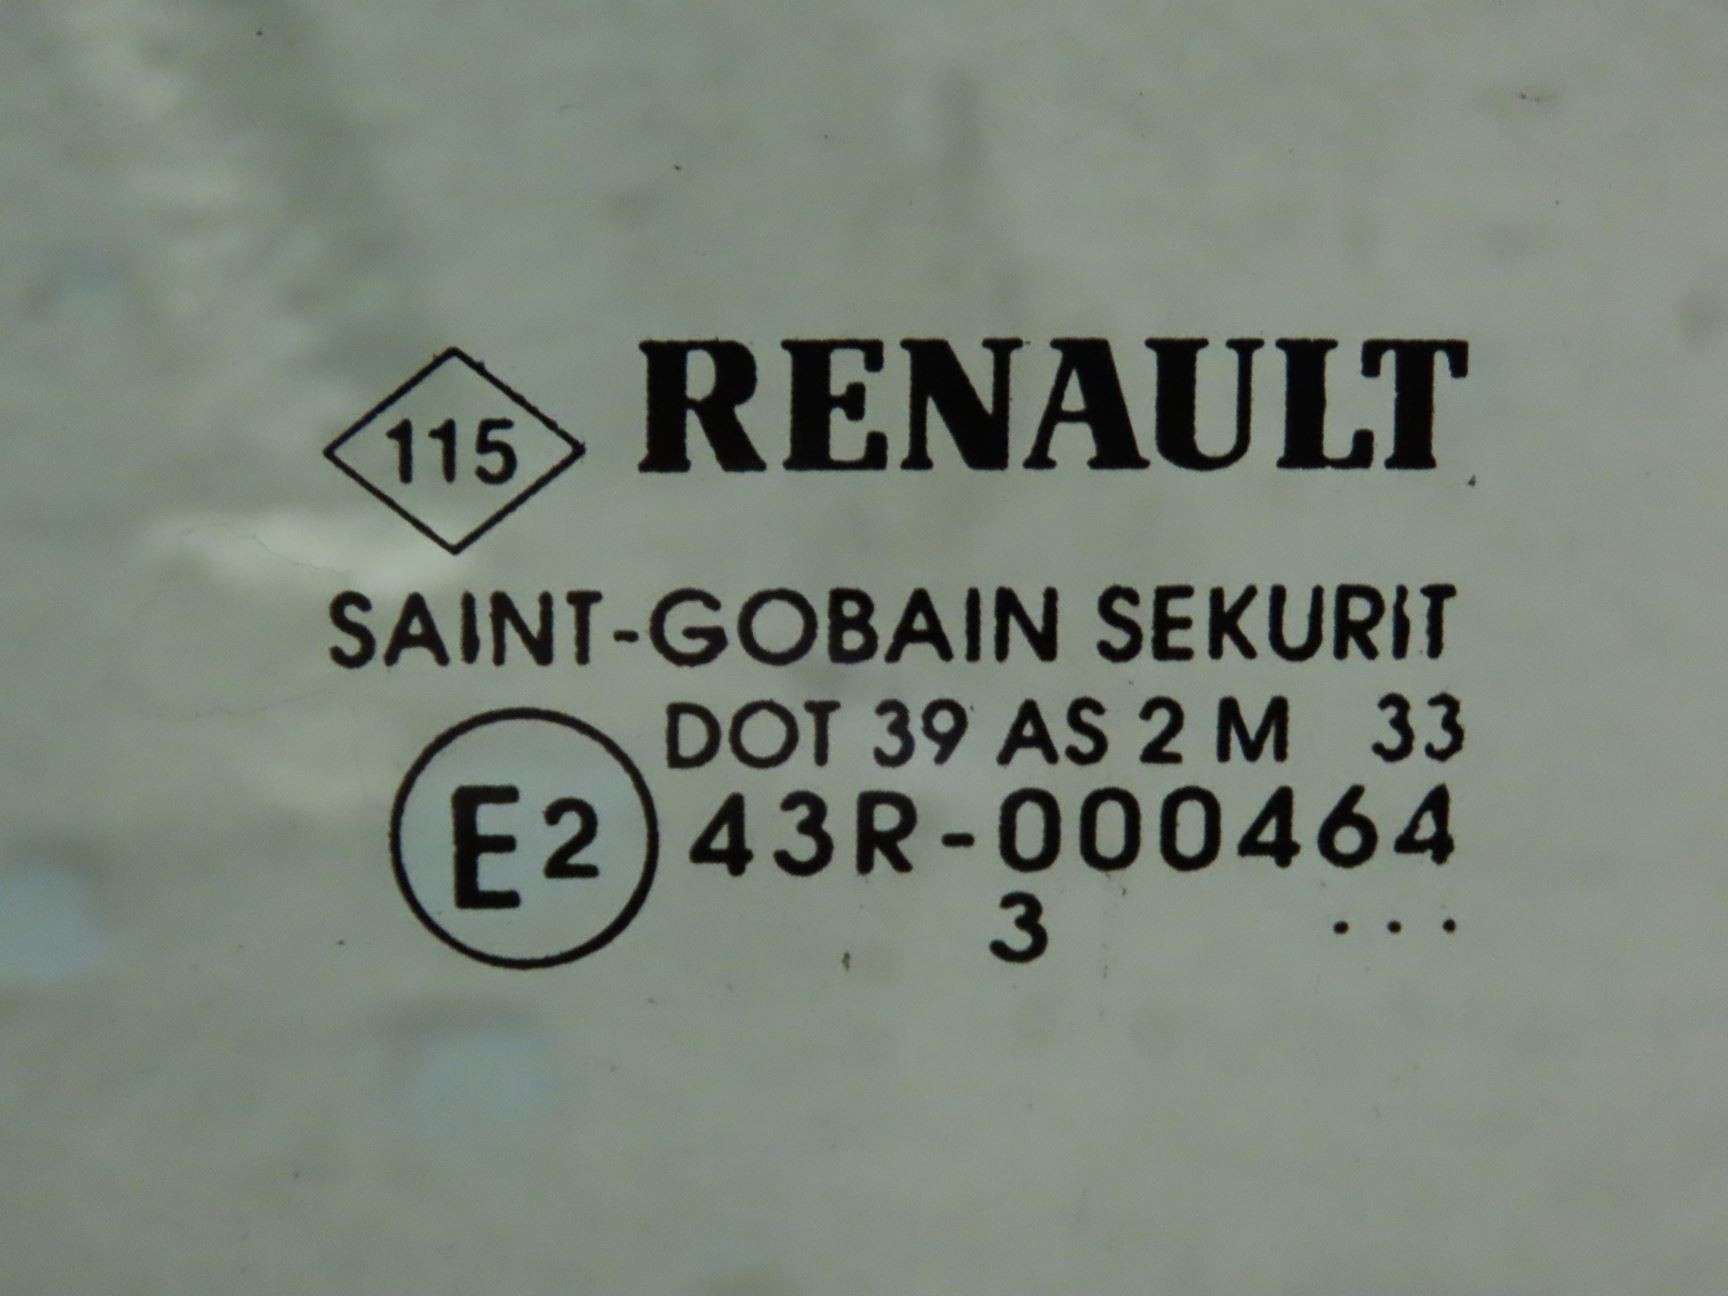 115 RENAULT
SAINT-GOBAIN SEKURIT
DOT 39 AS 2 M 33
E2 43R-000464
3 ...